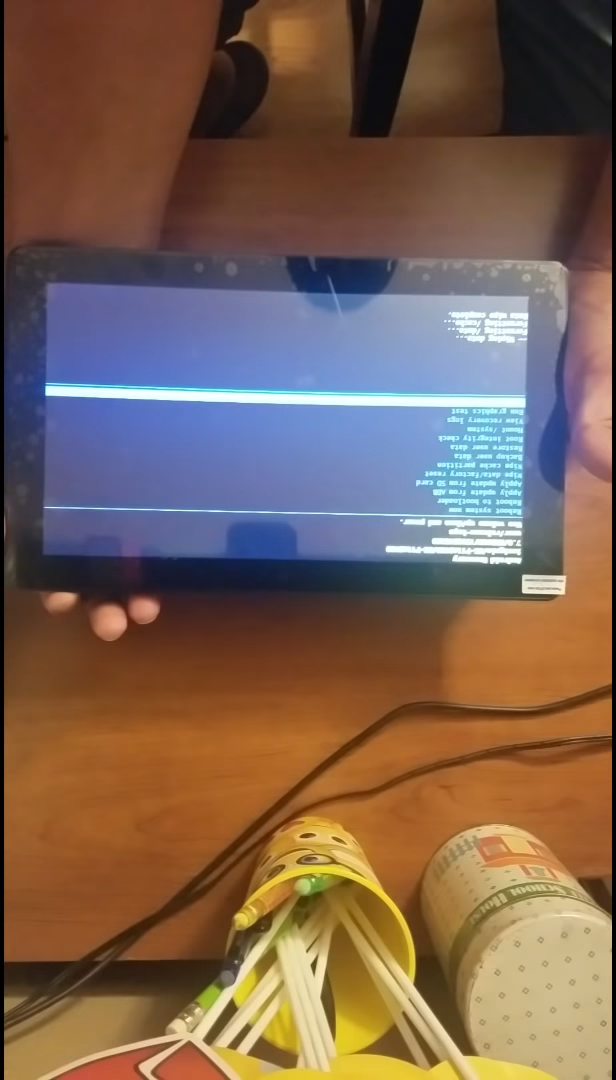 Android Recovery
Use volume up/down and power.
Reboot system now
Reboot to bootloader
Apply update from ADB
Apply update from SD card
Wipe data/factory reset
Wipe cache partition
Backup user data
Restore user data
Root integrity check
Mount /system
View recovery logs
Run graphics test
-- Wiping data...
Formatting /data...
Formatting /cache...
Data wipe complete.
SCHOOL HOUSE